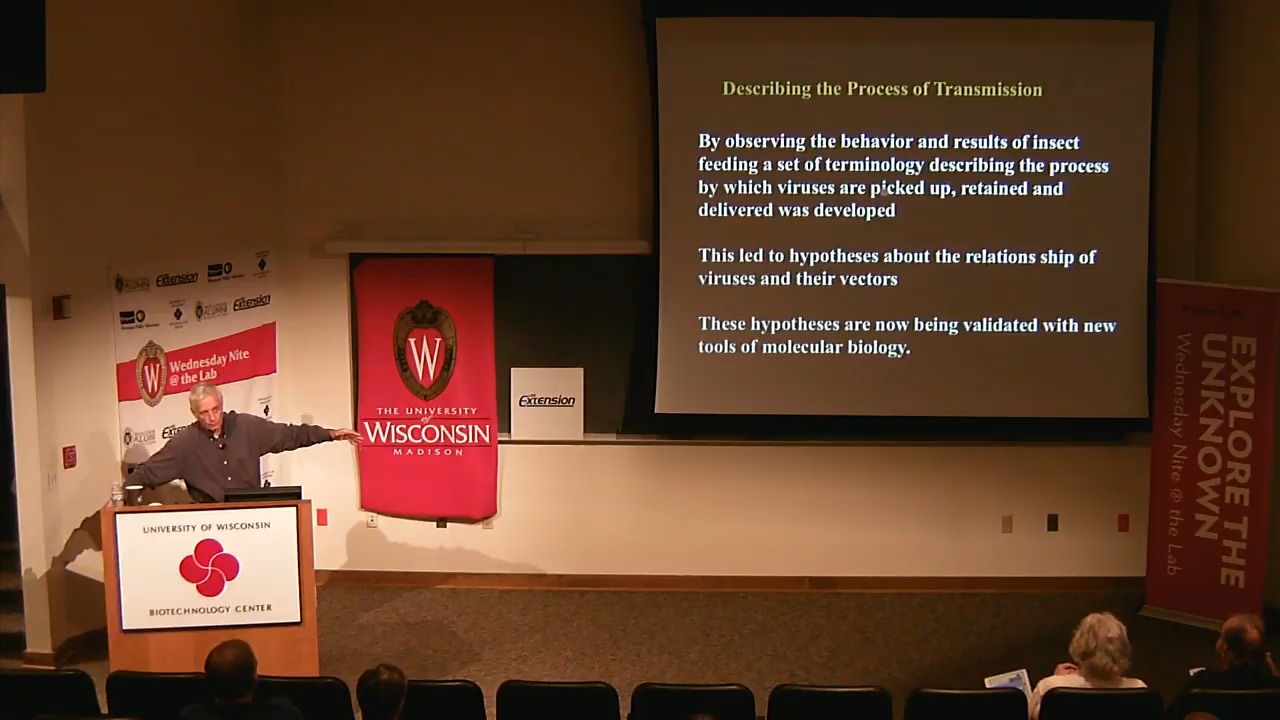 Describing the Process of Transmission
By observing the behavior and results of insect
feeding a set of terminology describing the process
by which viruses are picked up, retained and
delivered was developed
This led to hypotheses about the relations ship of
viruses and their vectors
These hypotheses are now being validated with new
tools of molecular biology.
Extension
Extension
Wednesday Nite
@ the Lab
W
THE UNIVERSITY
of
WISCONSIN
MADISON
Extension
UNIVERSITY OF WISCONSIN
BIOTECHNOLOGY CENTER
EXPLORE THE
UNKNOWN
Wednesday Nite @ the Lab